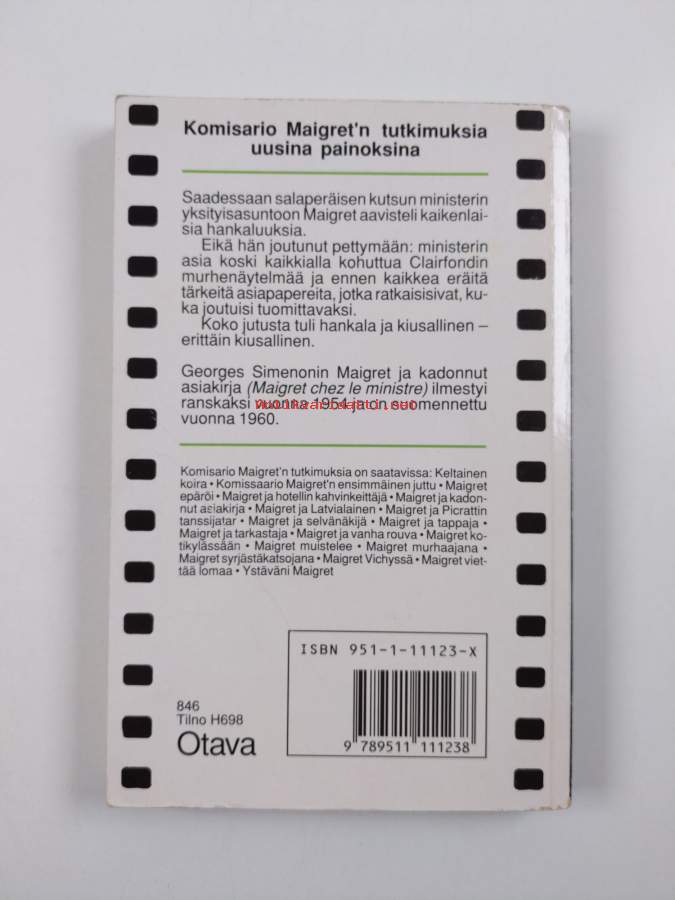 Komisario Maigret'n tutkimuksia
uusina painoksina
Saadessaan salaperäisen kutsun ministerin
yksityisasuntoon Maigret aavisteli kaikenlai-
sia hankaluuksia.
Eikä hän joutunut pettymään: ministerin
asia koski kaikkialla kohuttua Clairfondin
murhenäytelmää ja ennen kaikkea eräitä
tärkeitä asiapapereita, jotka ratkaisisivat, ku-
ka joutuisi tuomittavaksi.
Koko jutusta tuli hankala ja kiusallinen –
erittäin kiusallinen.
Georges Simenonin Maigret ja kadonnut
asiakirja (Maigret chez le ministre) ilmestyi
ranskaksi vuonna 1954 ja on suomennettu
vuonna 1960.
Komisario Maigret'n tutkimuksia on saatavissa: Keltainen
koira • Komissaario Maigret'n ensimmäinen juttu • Maigret
epäröi • Maigret ja hotellin kahvinkeittäjä • Maigret ja kadon-
nut asiakirja • Maigret ja Latvialainen • Maigret ja Picrattin
tanssijatar • Maigret ja selvänäkijä • Maigret ja tappaja •
Maigret ja tarkastaja • Maigret ja vanha rouva • Maigret ko-
tikylässään • Maigret muistelee • Maigret murhaajana •
Maigret syrjästäkatsojana • Maigret Vichyssä • Maigret viet-
tää lomaa • Ystäväni Maigret
ISBN 951-1-11123-X
846
Tilno H698
Otava
9 789511 111238